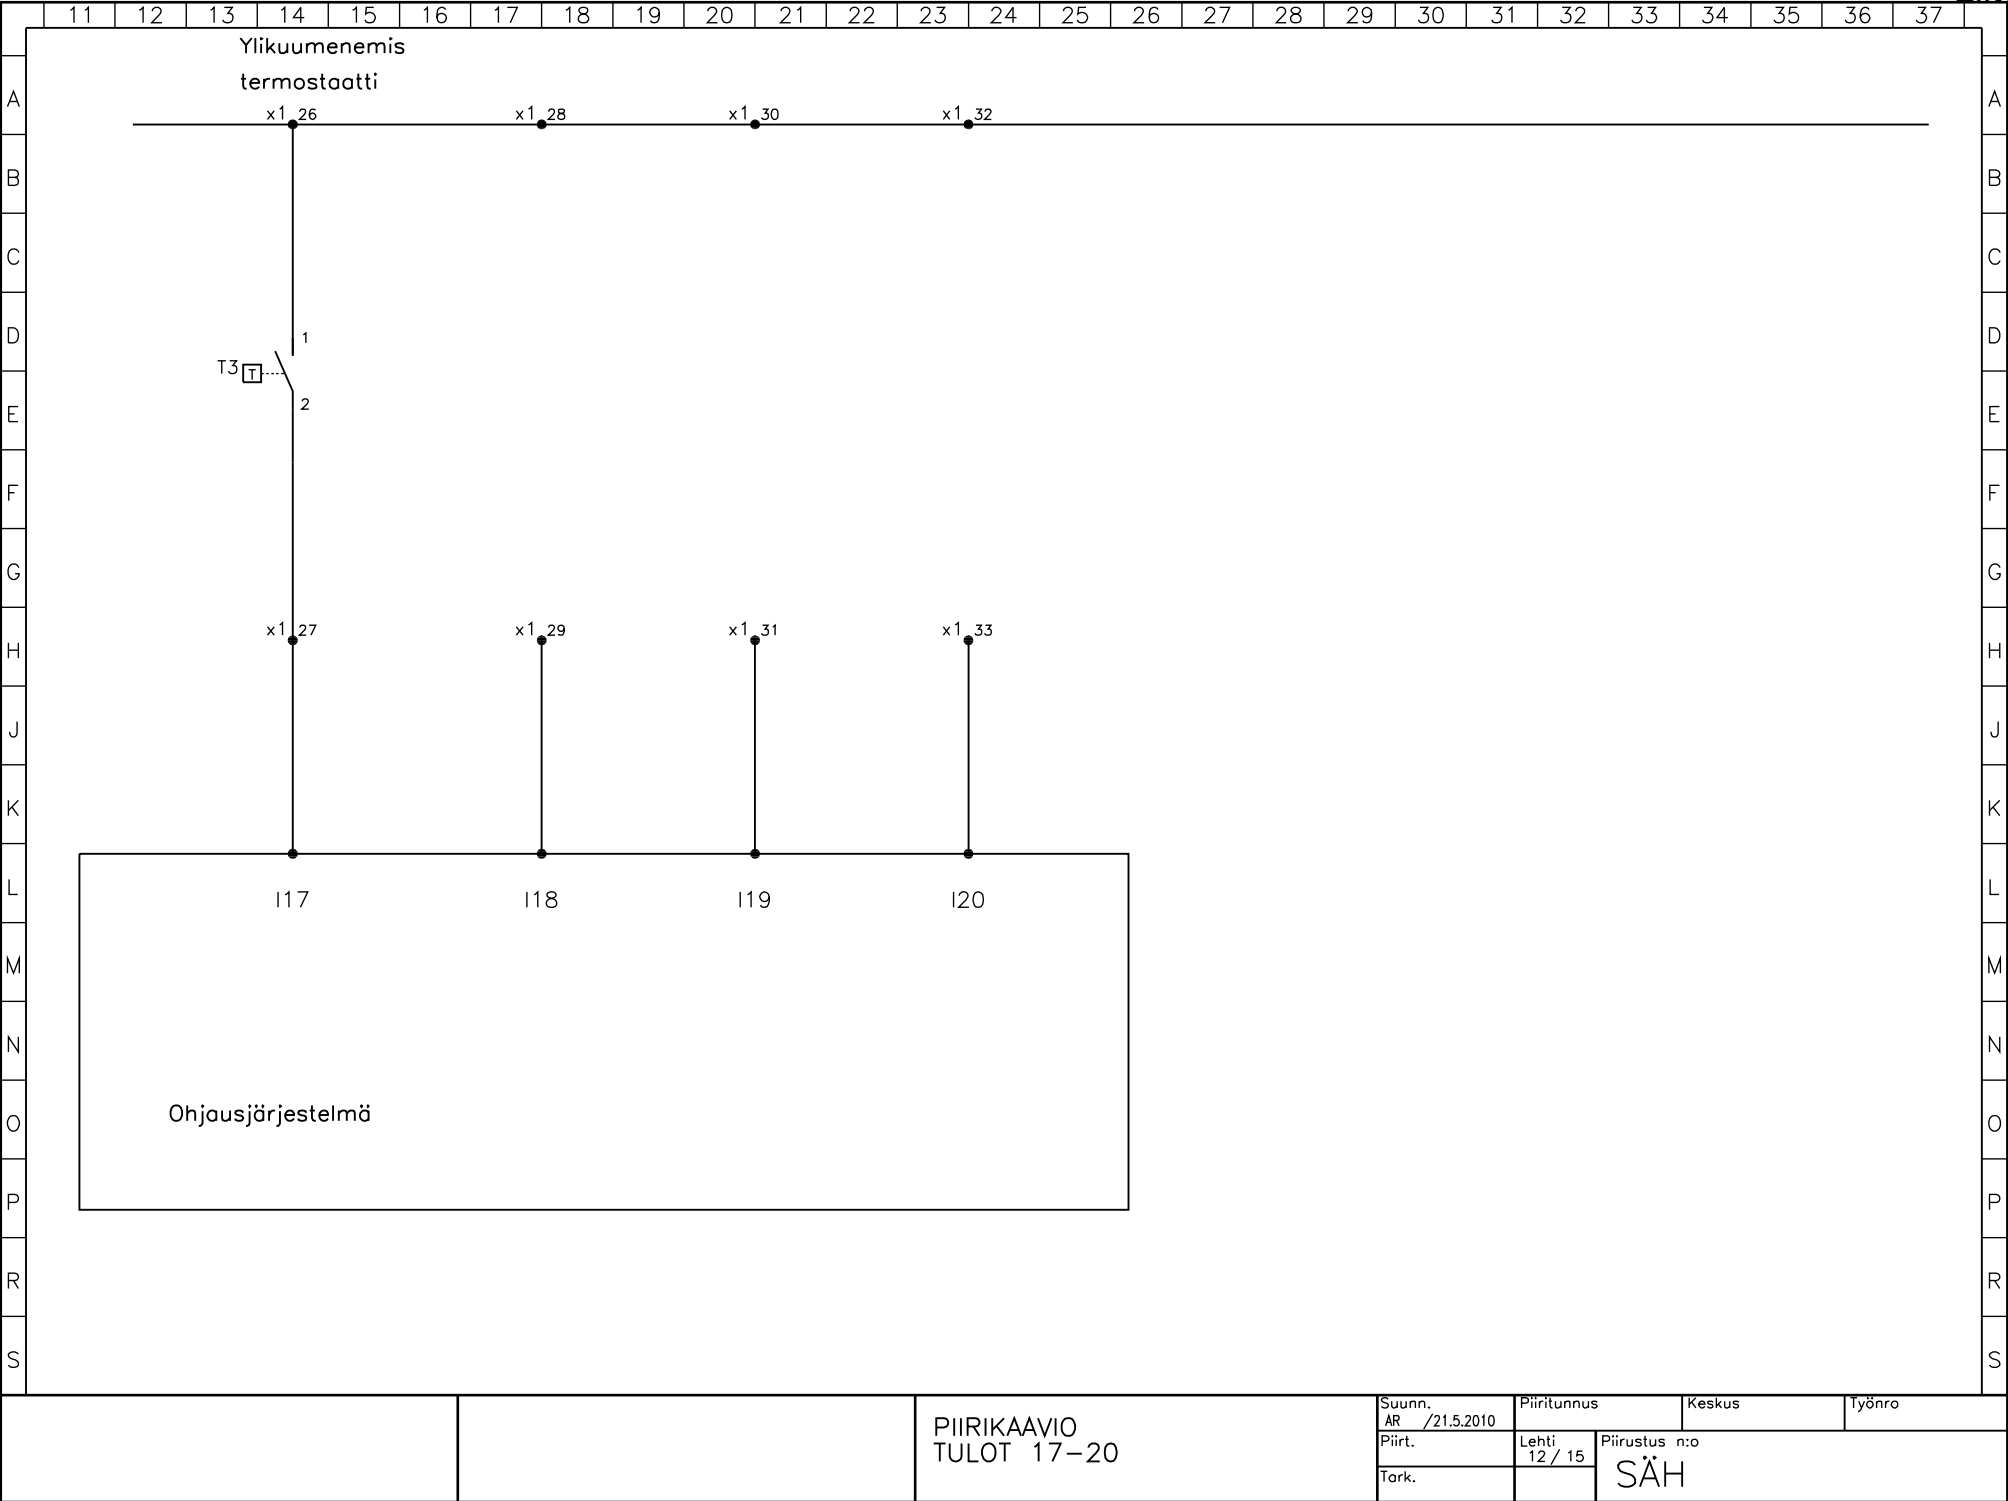 11 12 13 14 15 16 17 18 19 20 21 22 23 24 25 26 27 28 29 30 31 32 33 34 35 36 37
Ylikuumenemis
termostaatti
A A
x1 26 x1 28 x1 30 x1 32
B B
C C
D D
1
T3 T
2
E E
F F
G G
x1 27 x1 29 x1 31 x1 33
H H
J J
K K
L L
I17 I18 I19 I20
M M
N N
Ohjausjärjestelmä
O O
P P
R R
S S
PIIRIKAAVIO
TULOT 17-20
Suunn.
AR /21.5.2010
Piiritunnus
Keskus
Työnro
Piirt.
Lehti
12 / 15
Piirustus n:o
SÄH
Tark.